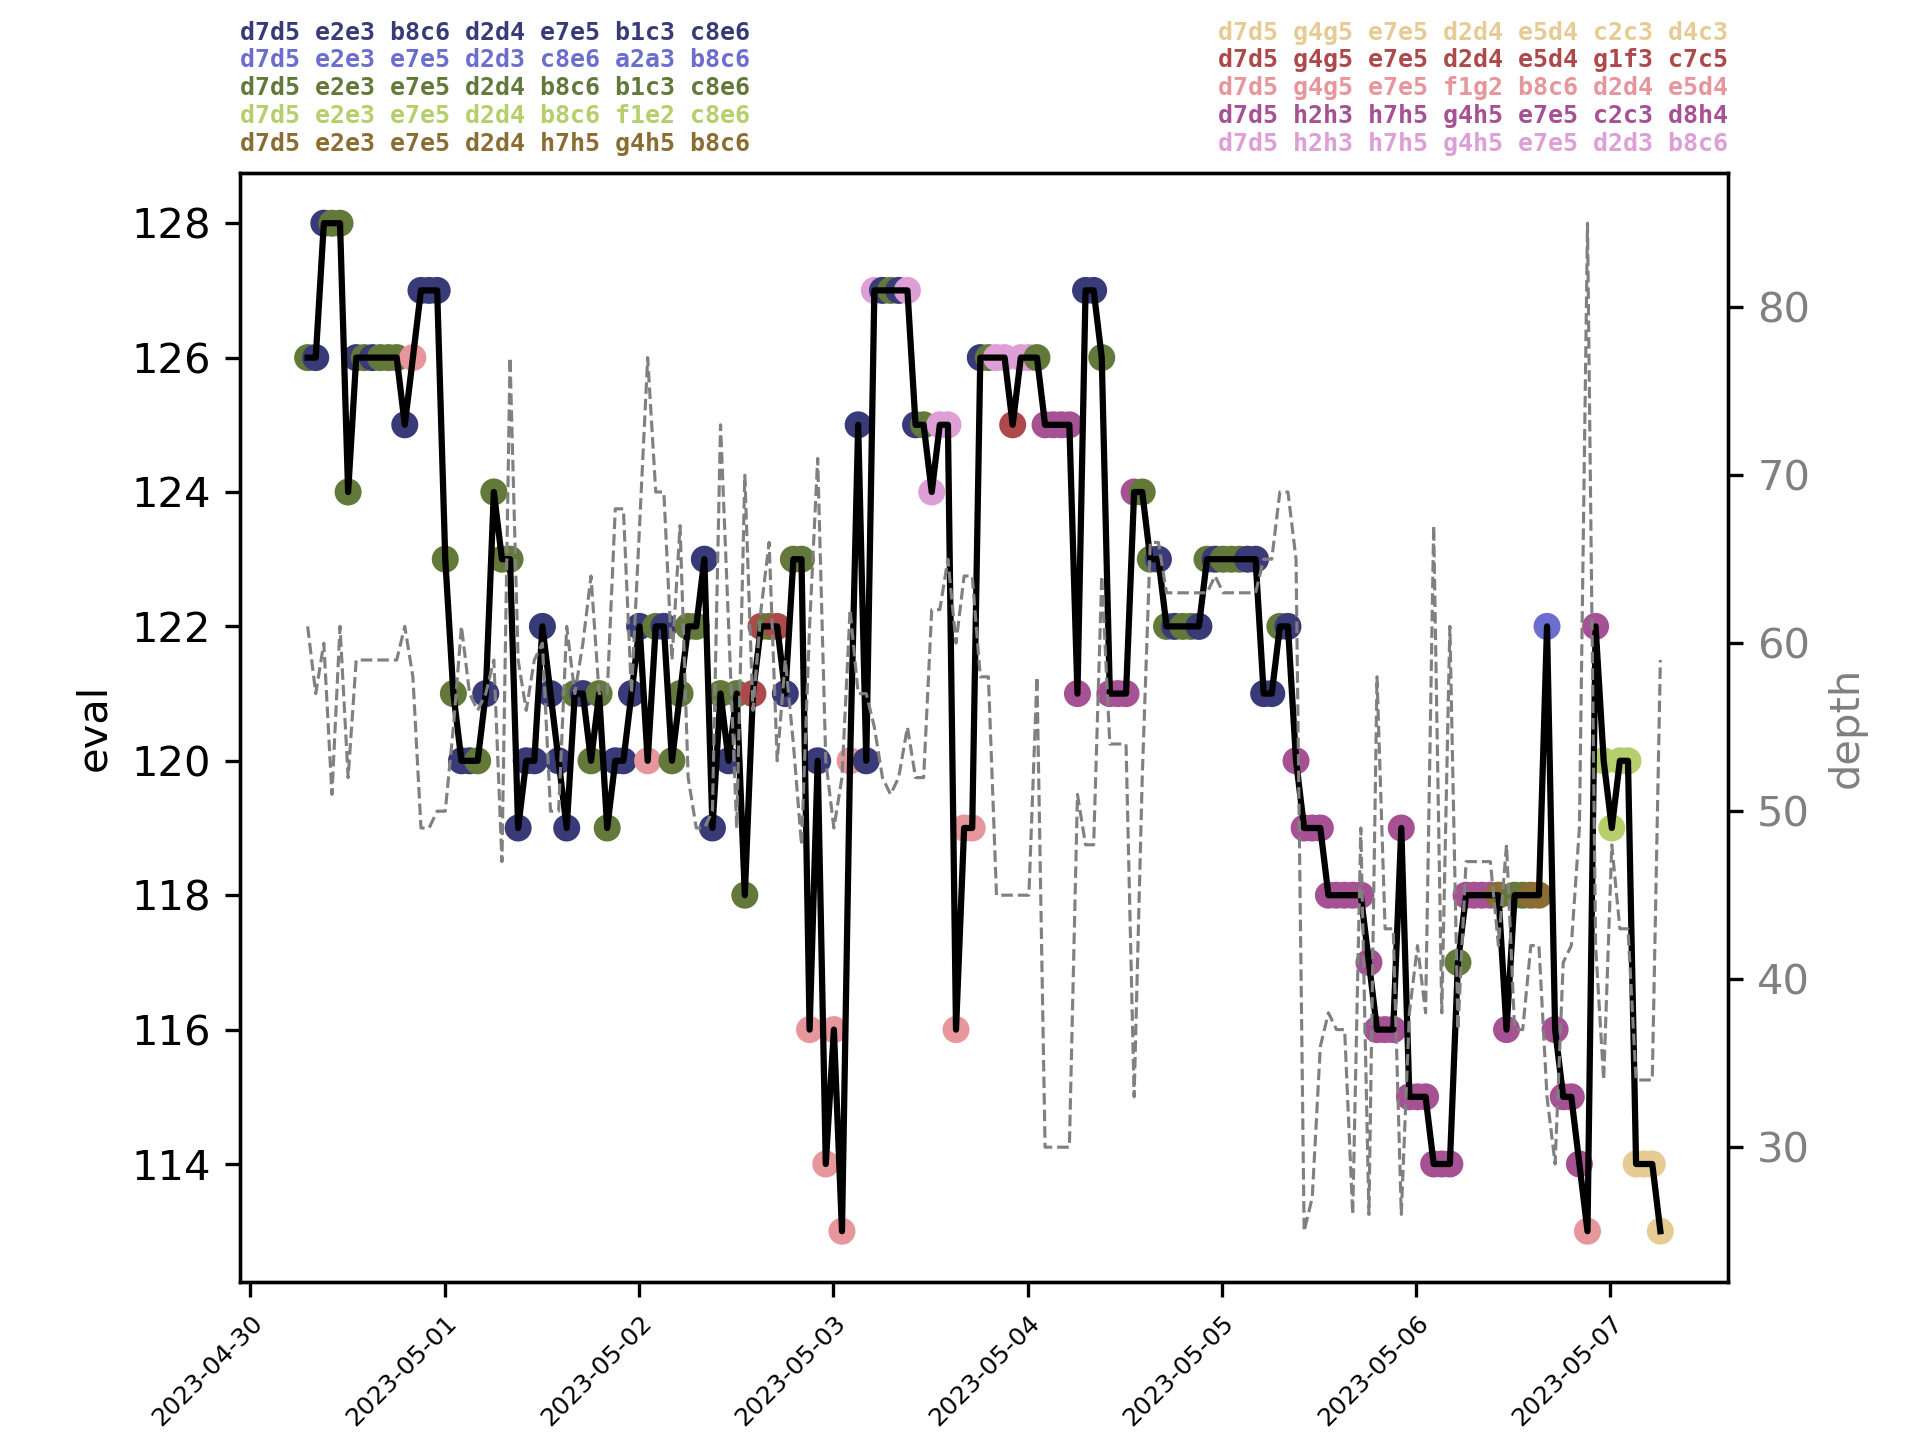 d7d5 e2e3 b8c6 d2d4 e7e5 b1c3 c8e6
d7d5 e2e3 e7e5 d2d3 c8e6 a2a3 b8c6
d7d5 e2e3 e7e5 d2d4 b8c6 b1c3 c8e6
d7d5 e2e3 e7e5 d2d4 b8c6 f1e2 c8e6
d7d5 e2e3 e7e5 d2d4 h7h5 g4h5 b8c6
d7d5 g4g5 e7e5 d2d4 e5d4 c2c3 d4c3
d7d5 g4g5 e7e5 d2d4 e5d4 g1f3 c7c5
d7d5 g4g5 e7e5 f1g2 b8c6 d2d4 e5d4
d7d5 h2h3 h7h5 g4h5 e7e5 c2c3 d8h4
d7d5 h2h3 h7h5 g4h5 e7e5 d2d3 b8c6
eval
128
126
124
122
120
118
116
114
80
70
60
50
40
30
depth
2023-04-30
2023-05-01
2023-05-02
2023-05-03
2023-05-04
2023-05-05
2023-05-06
2023-05-07